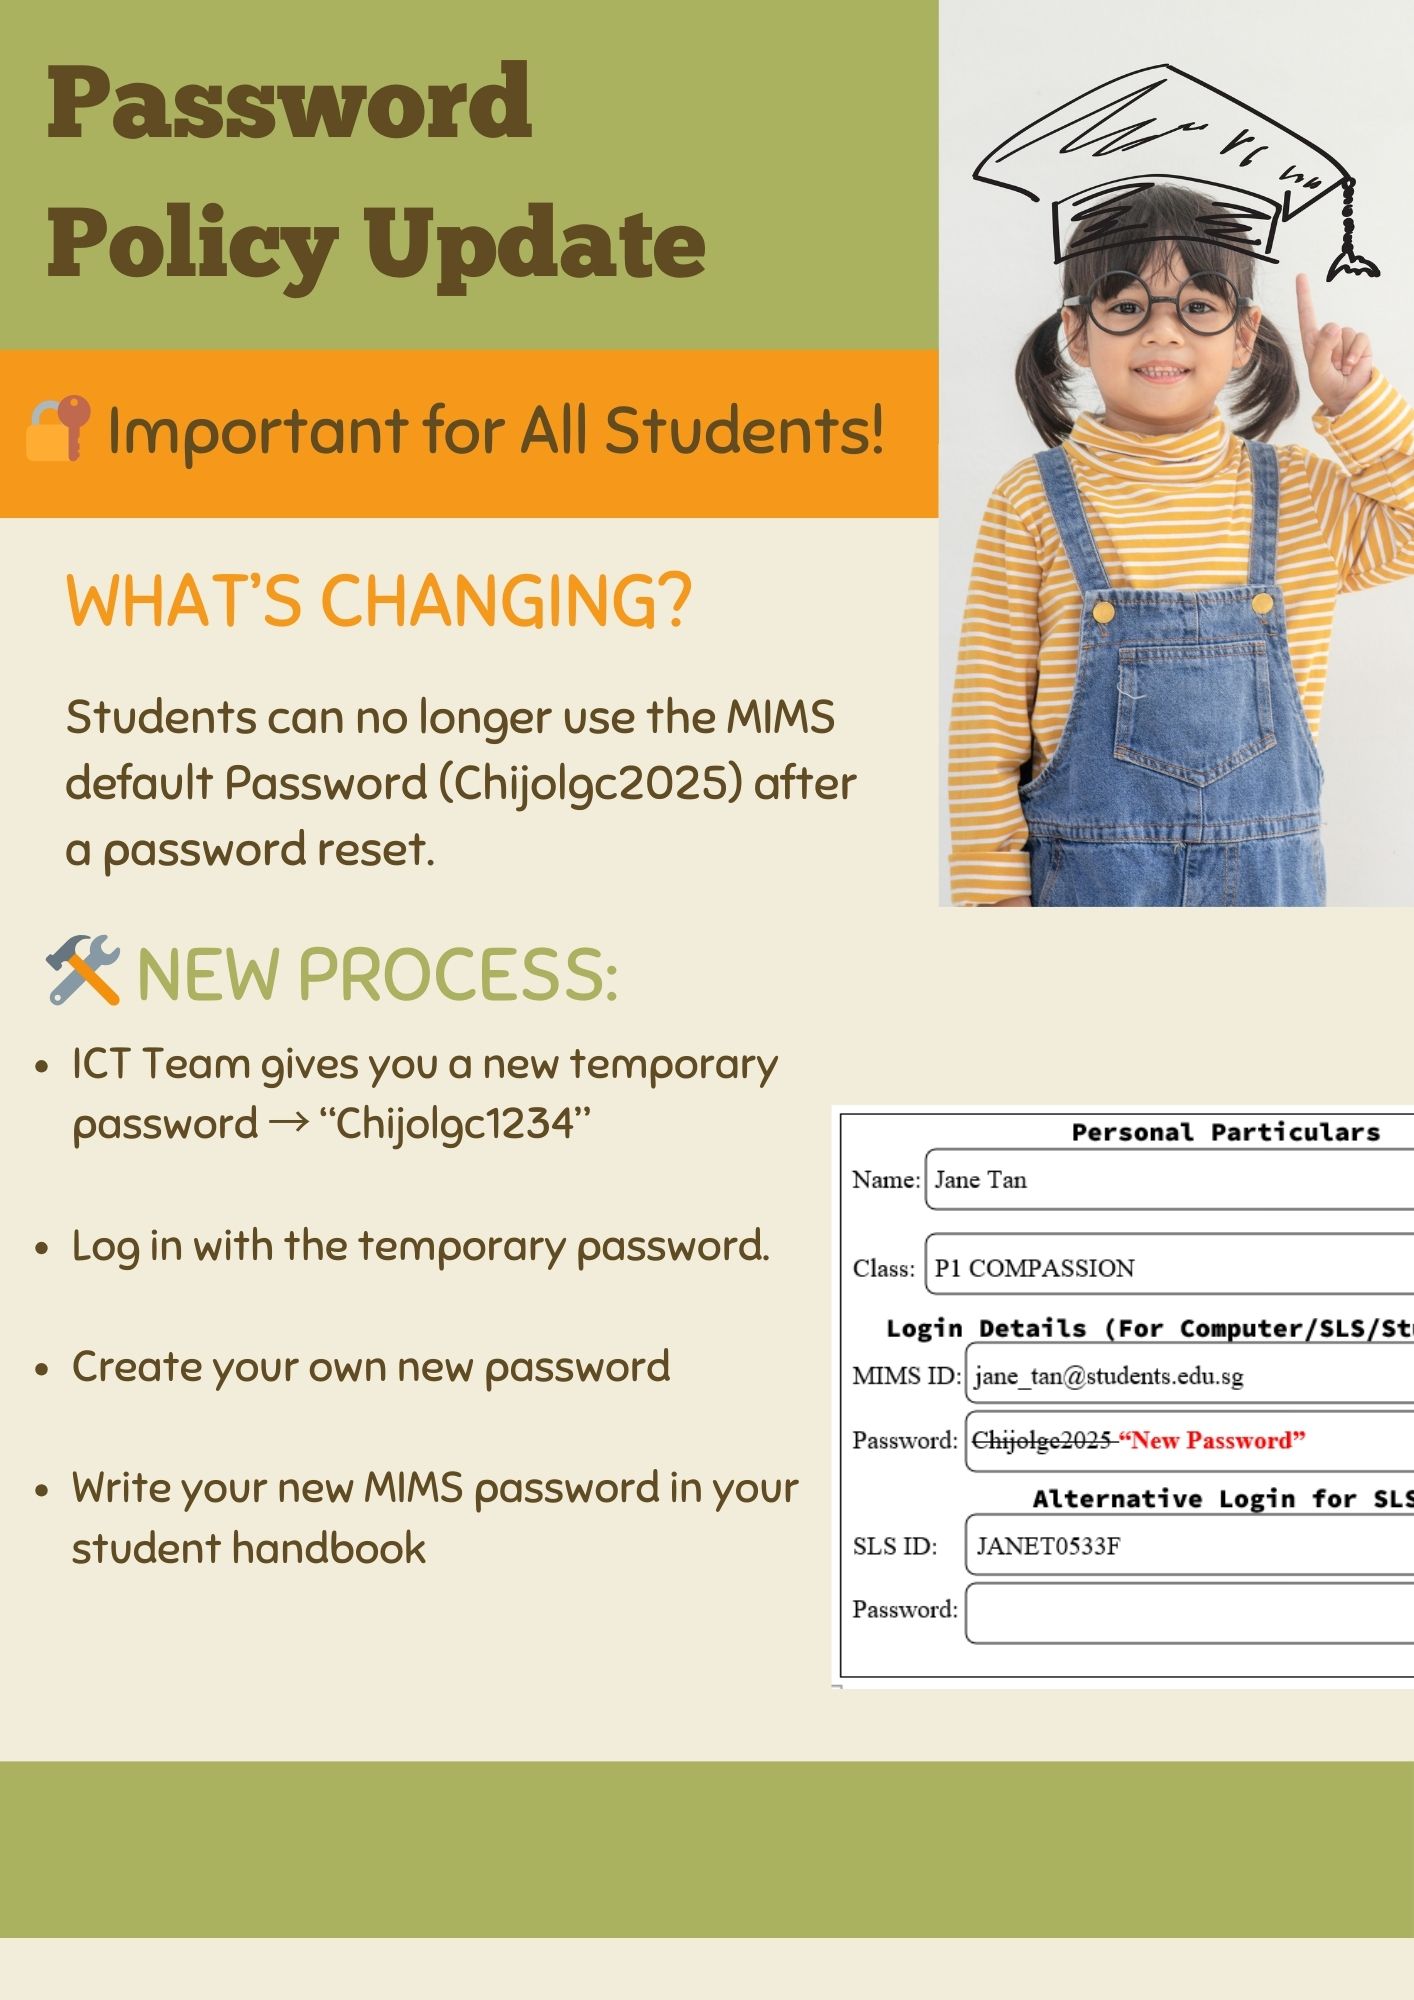 Password
Policy Update
Important for All Students!
WHAT'S CHANGING?
Students can no longer use the MIMS
default Password (Chijolgc2025) after
a password reset.
NEW PROCESS:
• ICT Team gives you a new temporary
password → “Chijolgc1234”
• Log in with the temporary password.
• Create your own new password
• Write your new MIMS password in your
student handbook
Personal Particulars
Name: Jane Tan
Class: P1 COMPASSION
Login Details (For Computer/SLS/Stu
MIMS ID: jane_tan@students.edu.sg
Password: Chijolgc2025 “New Password”
Alternative Login for SLS
SLS ID: JANET0533F
Password: